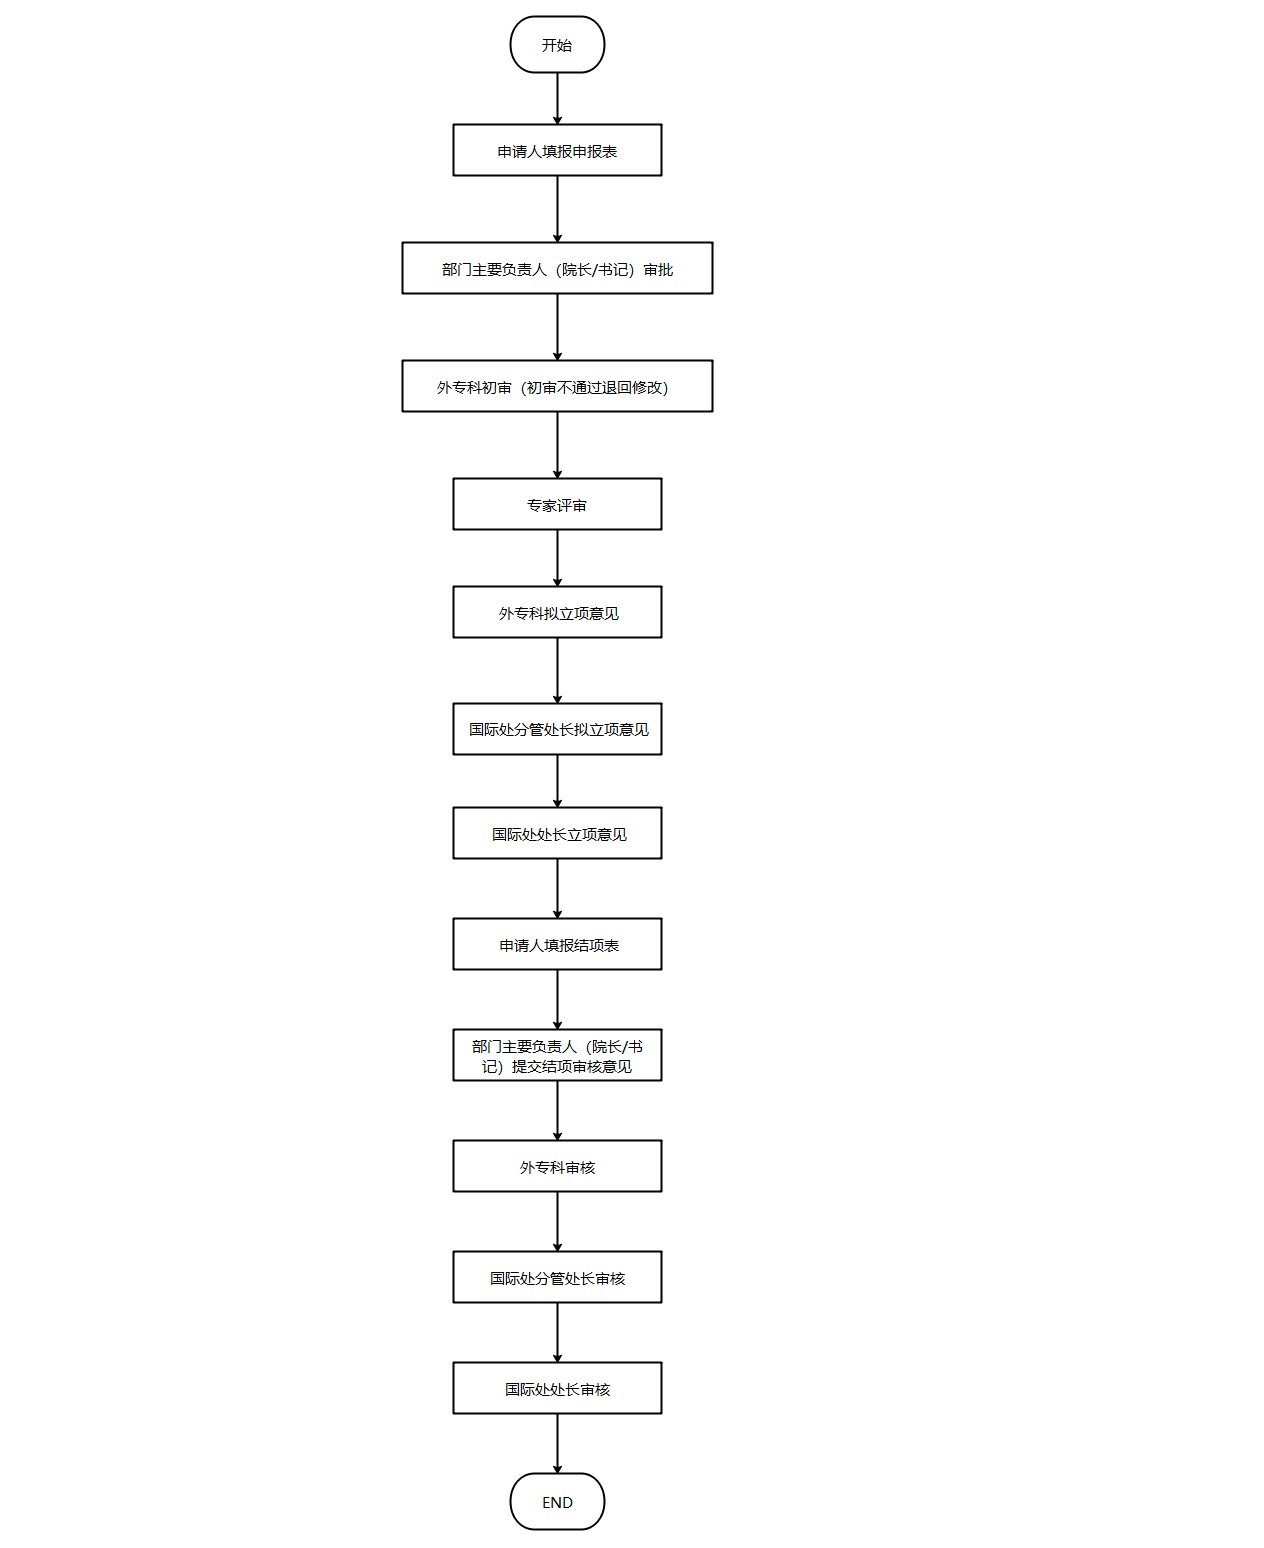 开始
申请人填报申报表
部门主要负责人（院长/书记）审批
外专科初审（初审不通过退回修改）
专家评审
外专科拟立项意见
国际处分管处长拟立项意见
国际处处长立项意见
申请人填报结项表
部门主要负责人（院长/书
记）提交结项审核意见
外专科审核
国际处分管处长审核
国际处处长审核
END